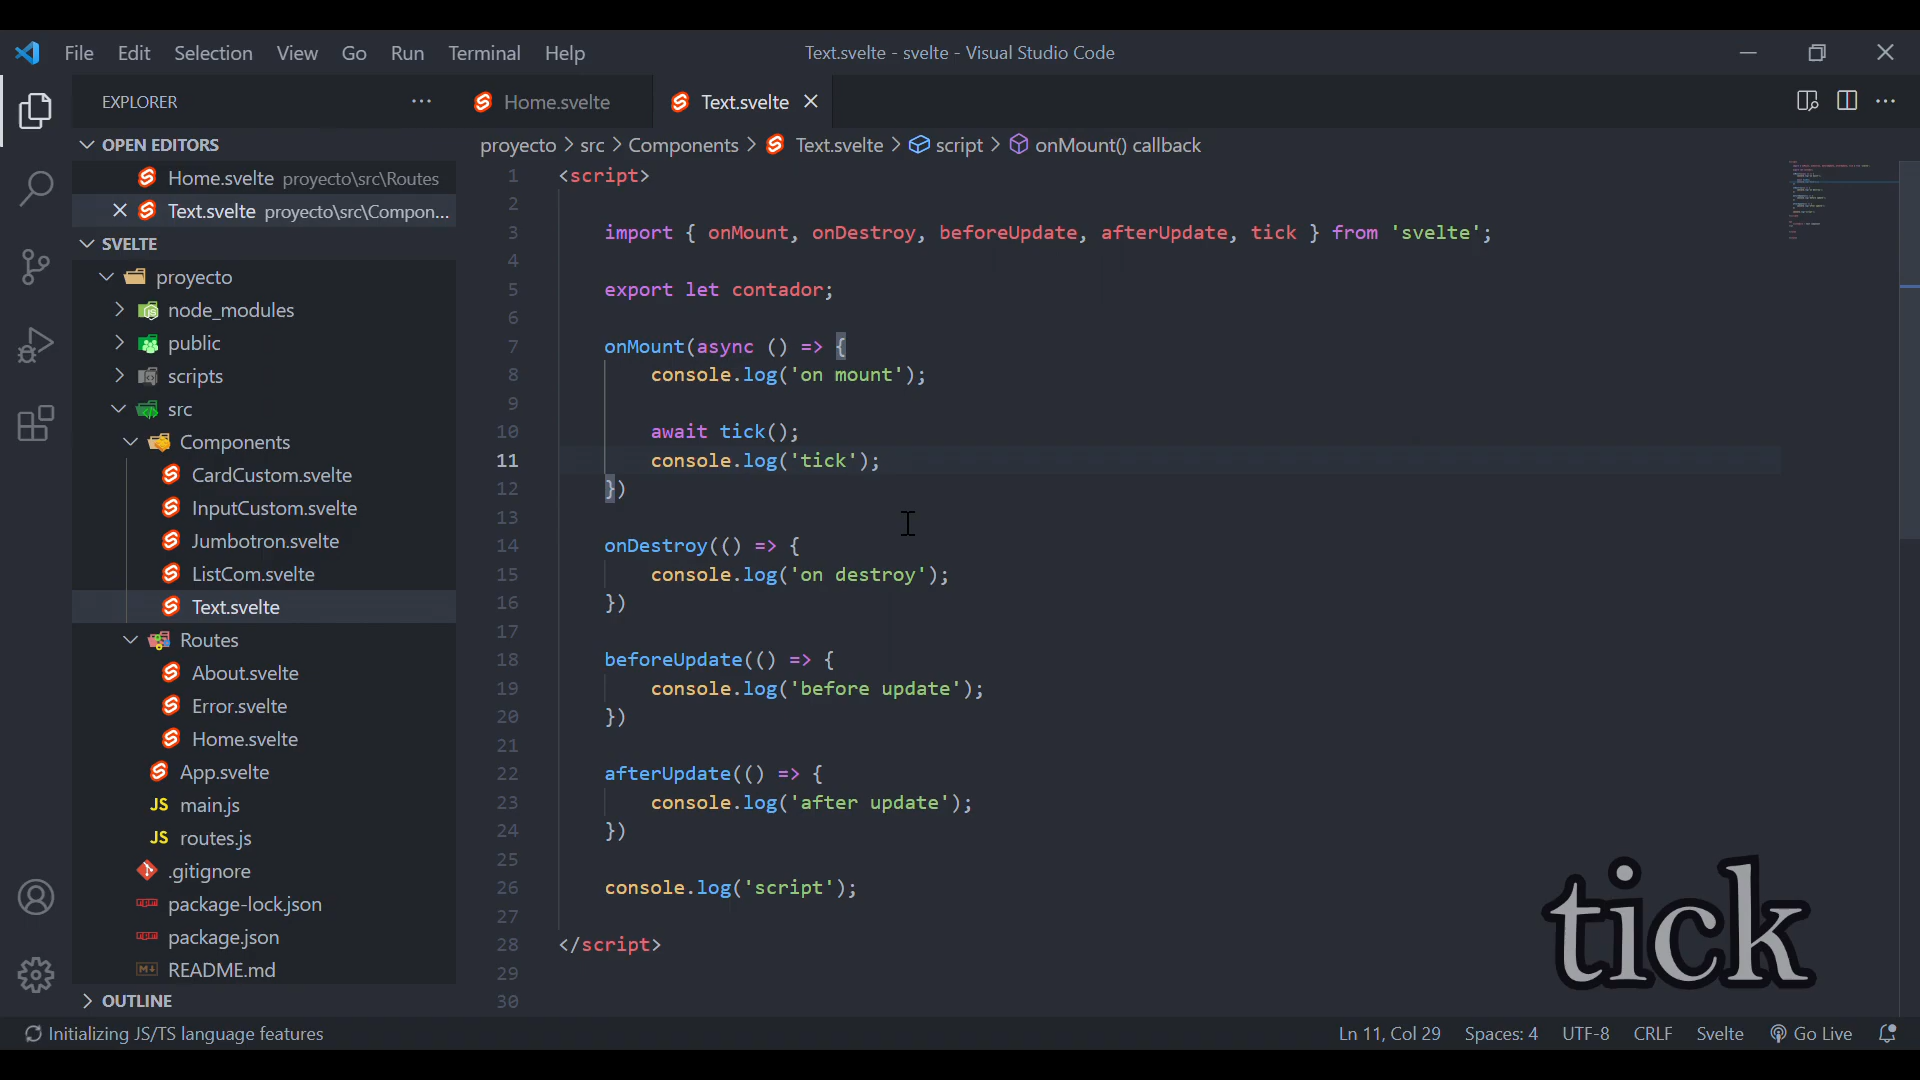 File Edit Selection View Go Run Terminal Help Text.svelte - svelte - Visual Studio Code
EXPLORER
Home.svelte Text.svelte
OPEN EDITORS
Home.svelte proyecto\src\Routes
Text.svelte proyecto\src\Compon...
SVELTE
proyecto
node_modules
public
scripts
src
Components
CardCustom.svelte
InputCustom.svelte
Jumbotron.svelte
ListCom.svelte
Text.svelte
Routes
About.svelte
Error.svelte
Home.svelte
App.svelte
JS main.js
JS routes.js
.gitignore
package-lock.json
package.json
README.md
OUTLINE
proyecto > src > Components > Text.svelte > script > onMount() callback
1 <script>
2
3 import { onMount, onDestroy, beforeUpdate, afterUpdate, tick } from 'svelte';
4
5 export let contador;
6
7 onMount(async () => {
8 console.log('on mount');
9
10 await tick();
11 console.log('tick');
12 })
13
14 onDestroy(() => {
15 console.log('on destroy');
16 })
17
18 beforeUpdate(() => {
19 console.log('before update');
20 })
21
22 afterUpdate(() => {
23 console.log('after update');
24 })
25
26 console.log('script');
27
28 </script>
29
30
tick
Initializing JS/TS language features Ln 11, Col 29 Spaces: 4 UTF-8 CRLF Svelte Go Live